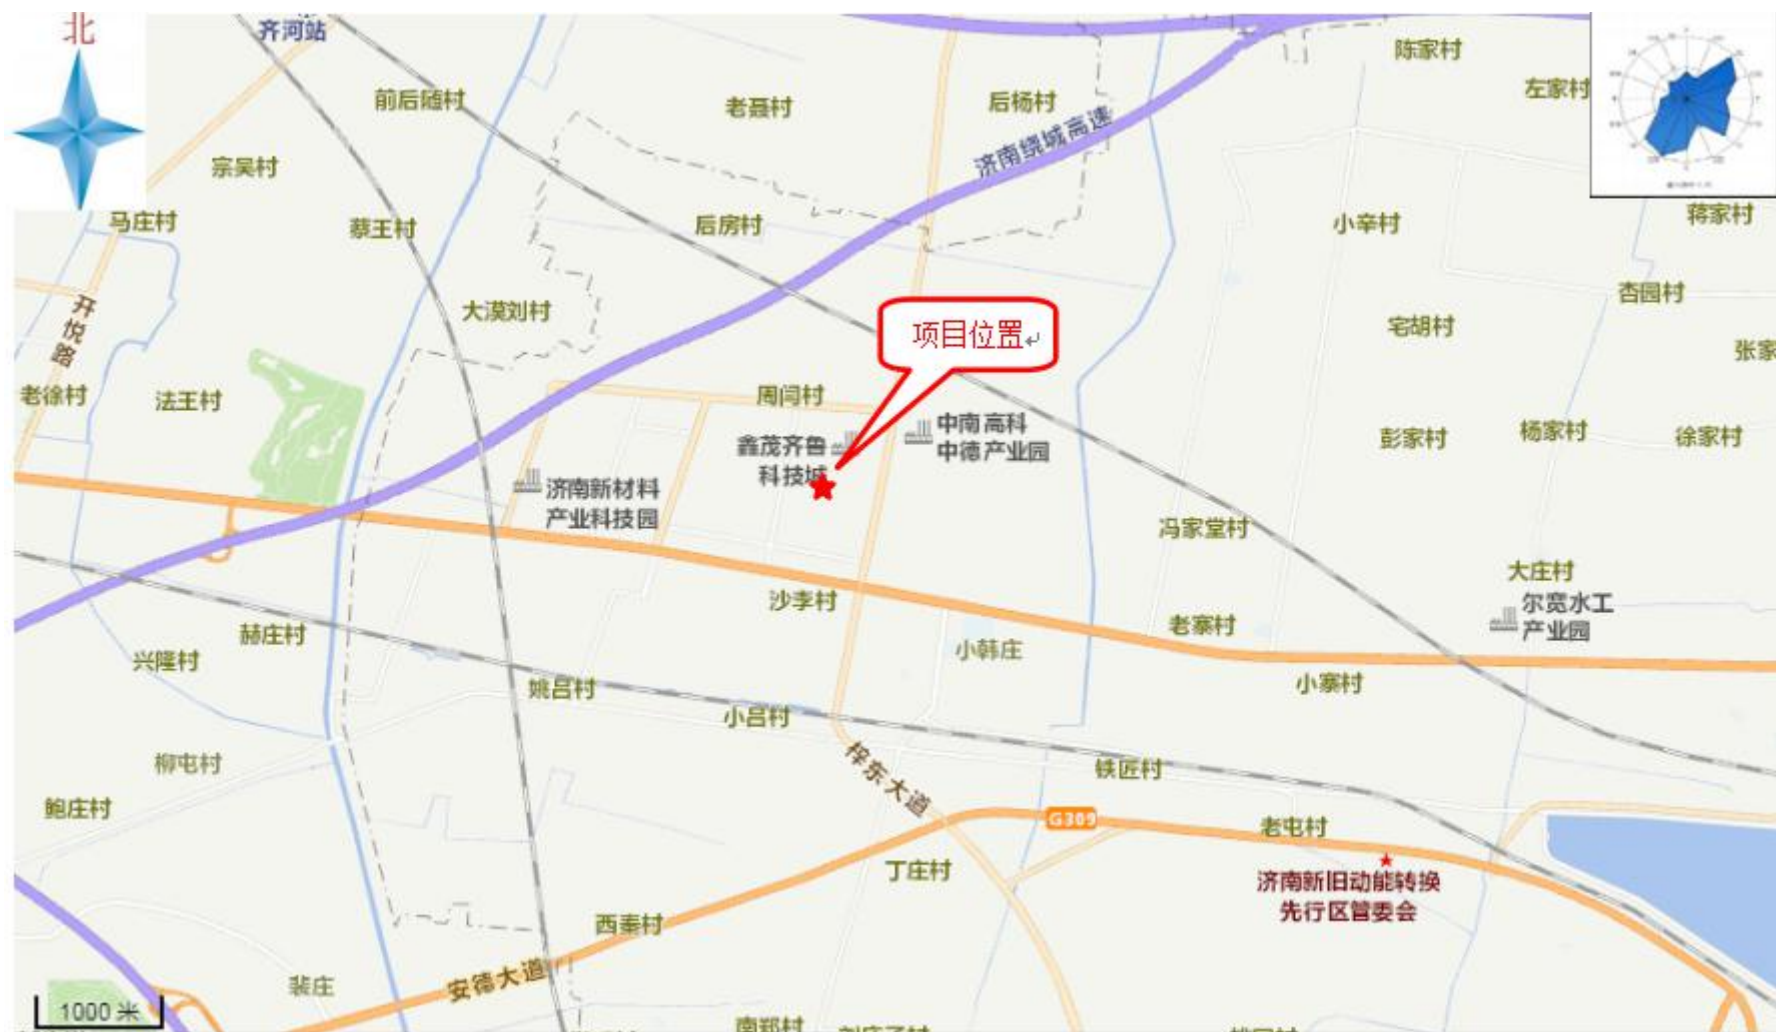 北
齐河站
陈家村
前后随村
老聂村
后杨村
左家村
济南绕城高速
宗吴村
马庄村
蔡王村
后房村
小辛村
蒋家村
开悦路
大漠刘村
项目位置
杏园村
宅胡村
张家
老徐村
法王村
周闫村
鑫茂齐鲁
科技城
中南高科
中德产业园
彭家村
杨家村
徐家村
济南新材料
产业科技园
冯家堂村
大庄村
尔宽水工
产业园
沙李村
老寨村
赫庄村
兴隆村
小韩庄
姚吕村
小寨村
小吕村
柳屯村
梓东大道
铁匠村
鲍庄村
G309
老屯村
丁庄村
济南新旧动能转换
先行区管委会
西秦村
安德大道
裴庄
1000 米
南郑村